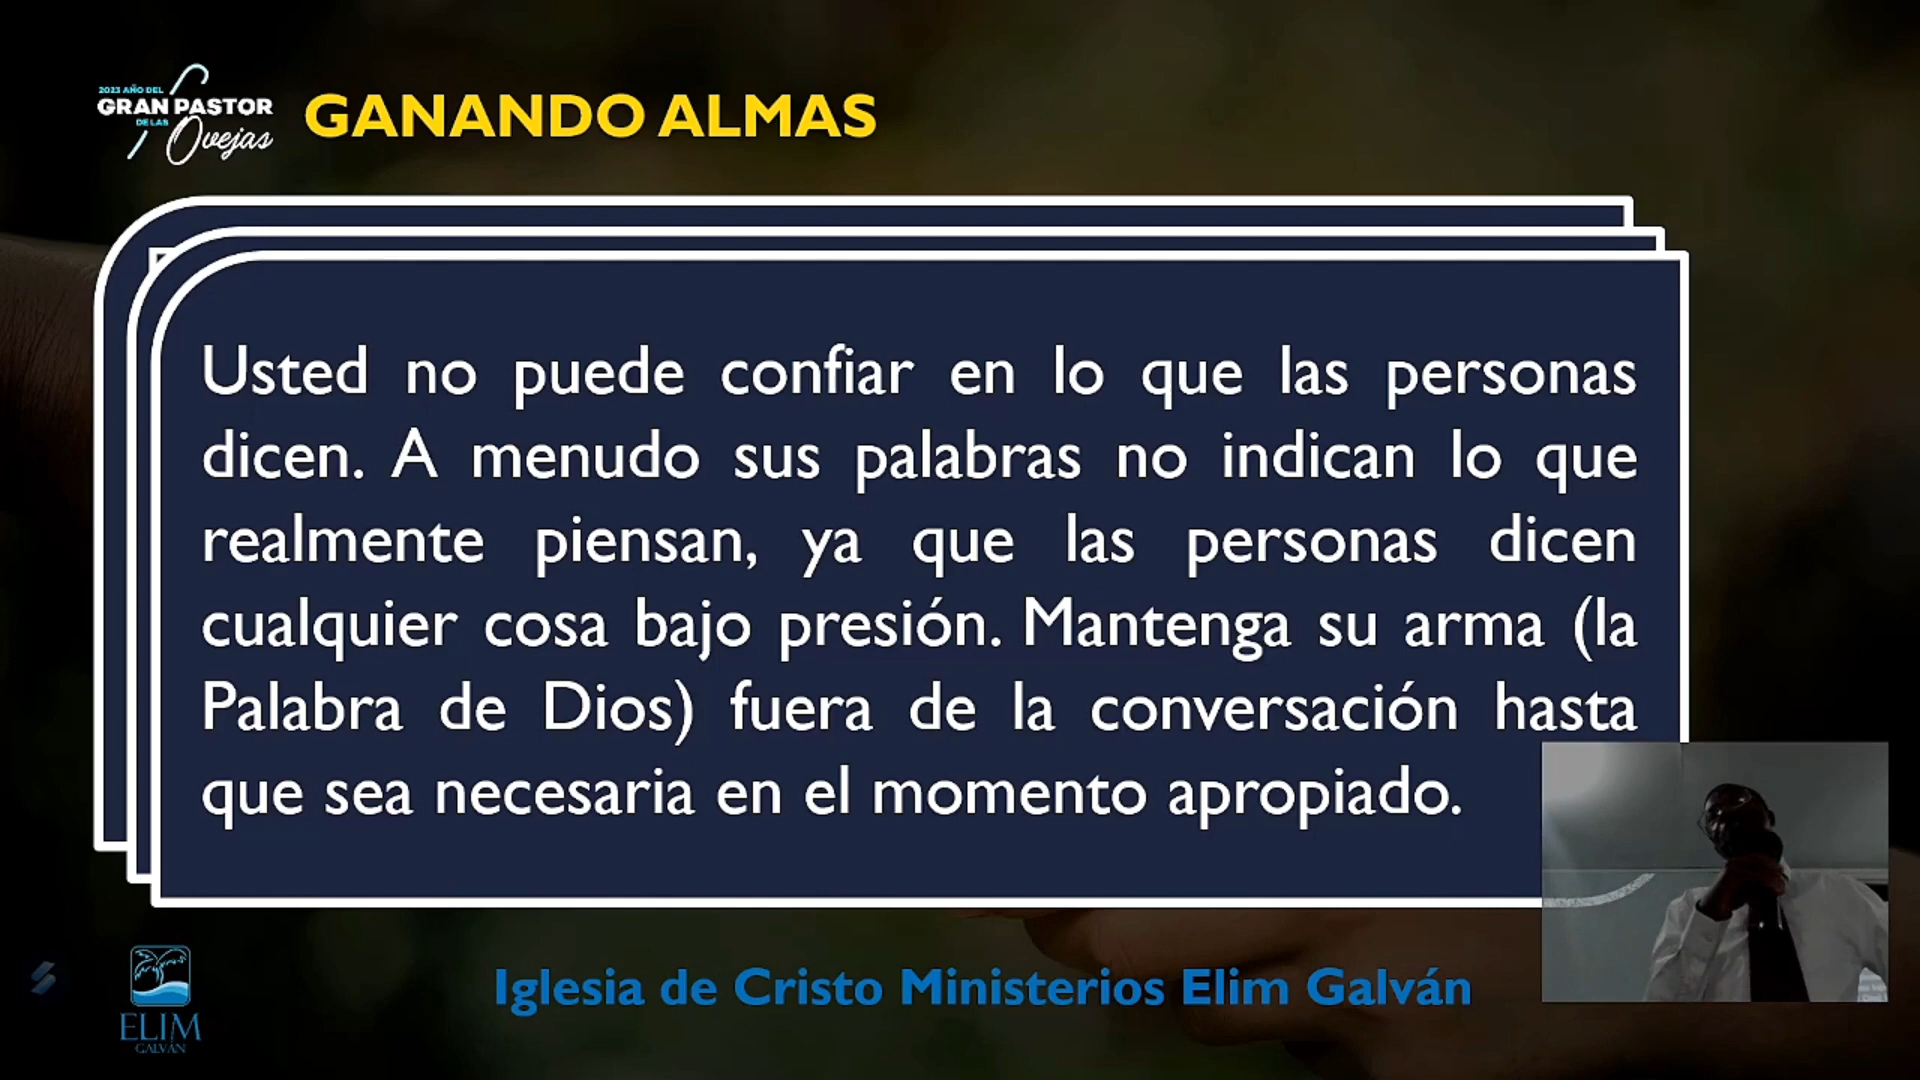 2023 AÑO DEL
GRAN PASTOR
DE LAS
Ovejas
GANANDO ALMAS
Usted no puede confiar en lo que las personas
dicen. A menudo sus palabras no indican lo que
realmente piensan, ya que las personas dicen
cualquier cosa bajo presión. Mantenga su arma (la
Palabra de Dios) fuera de la conversación hasta
que sea necesaria en el momento apropiado.
Iglesia de Cristo Ministerios Elim Galván
ELIM
GALVÁN